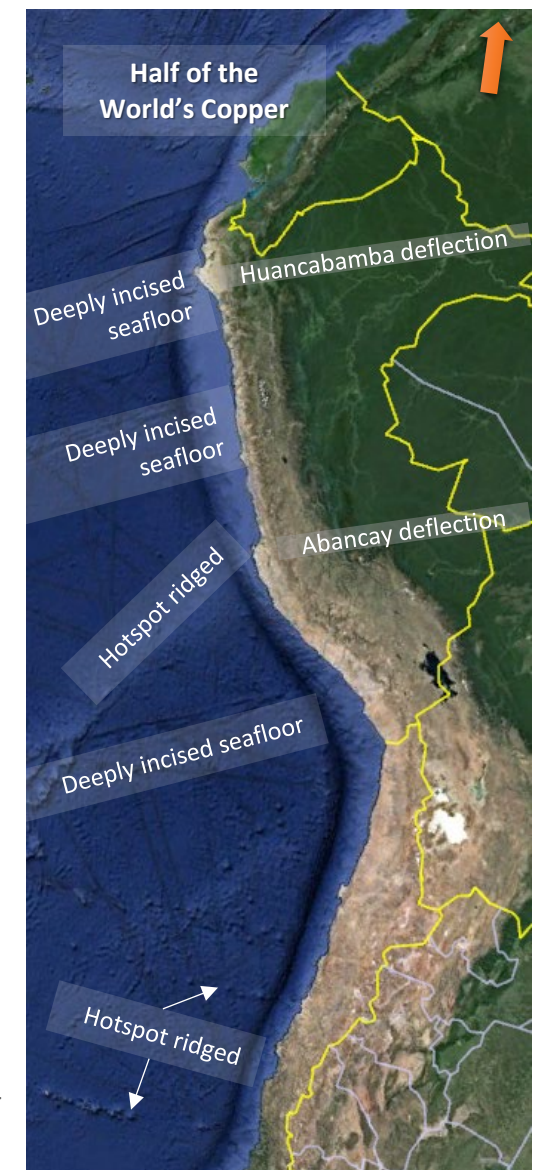 Half of the
World's Copper
Huancabamba deflection
Deeply incised
seafloor
Deeply incised
seafloor
Abancay deflection
Hotspot ridged
Deeply incised seafloor
Hotspot ridged